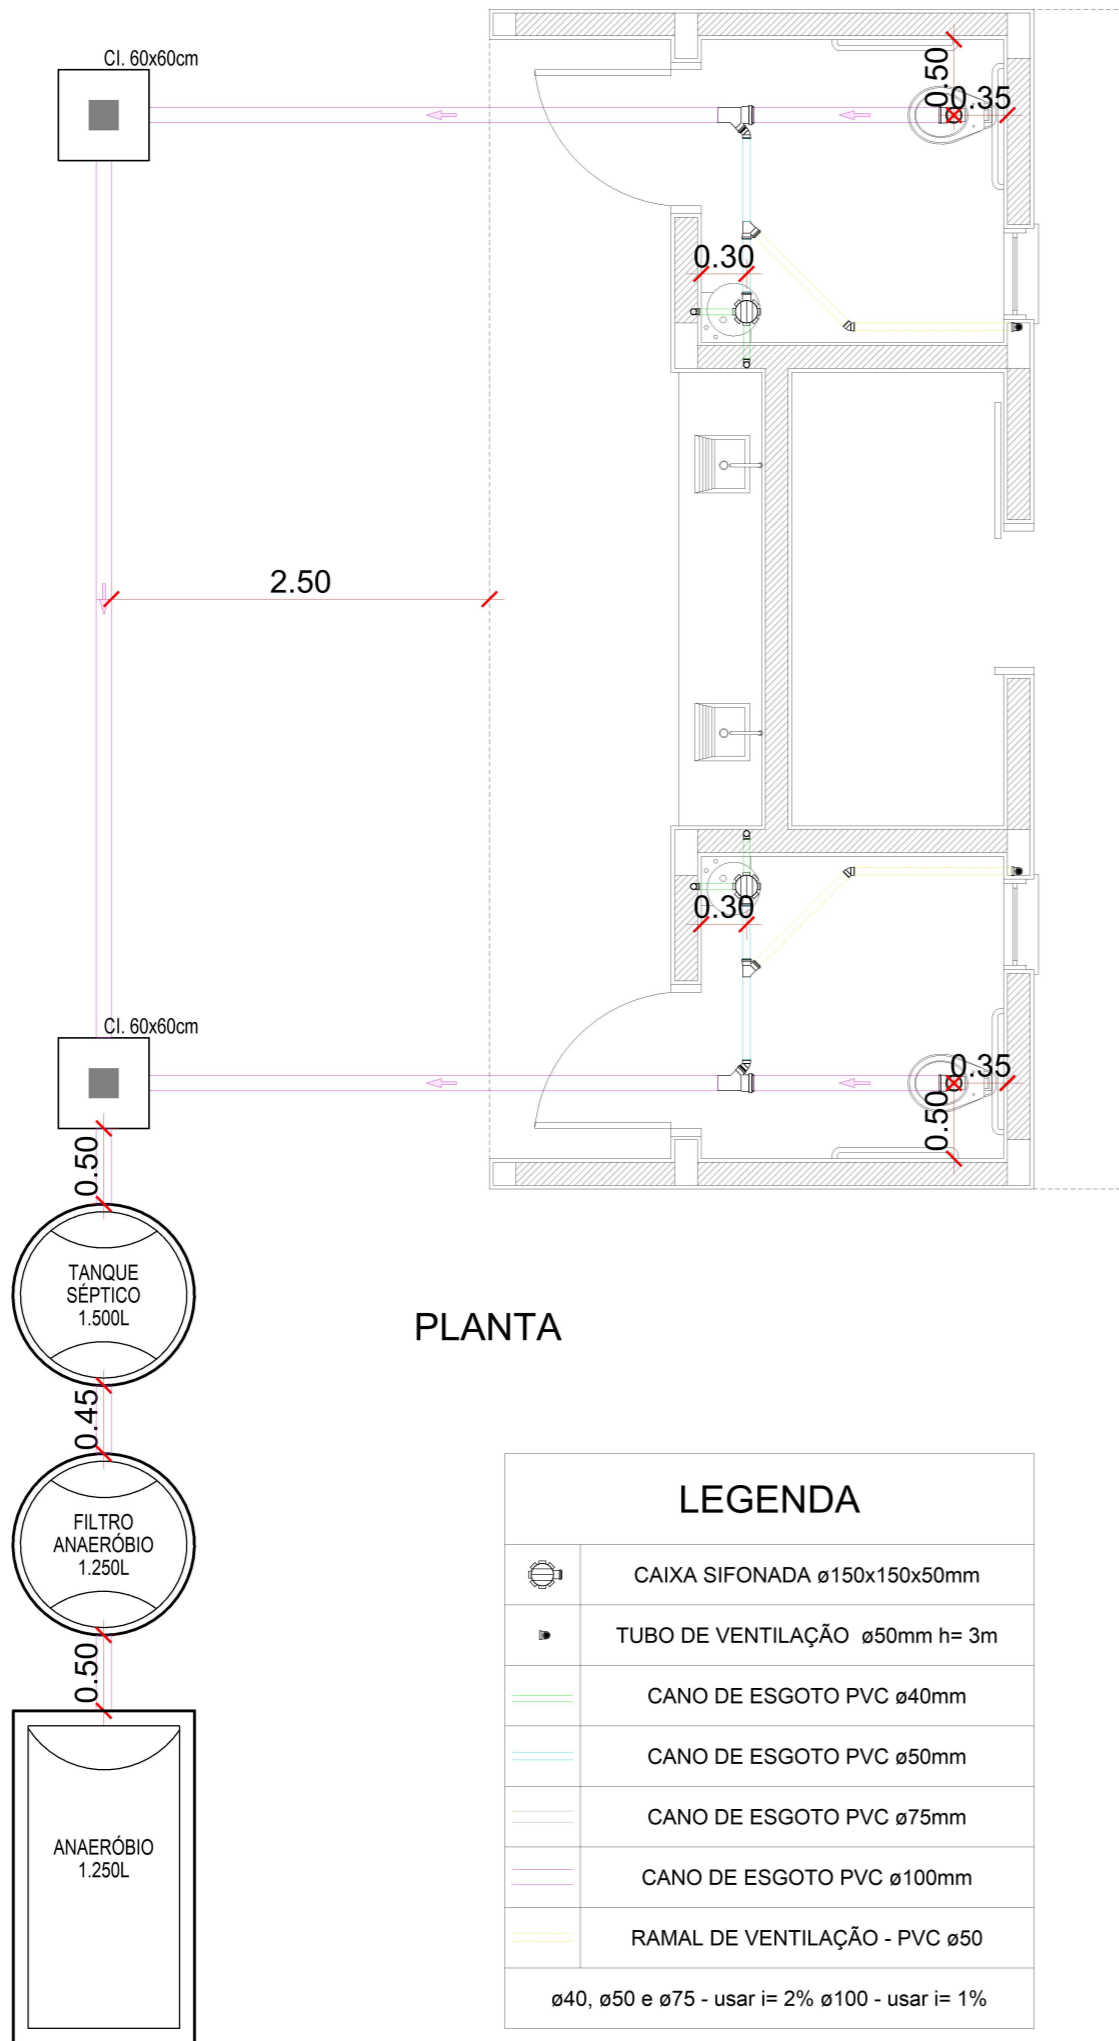 CI. 60x60cm
0.50
0.35
0.30
2.50
0.30
CI. 60x60cm
0.35
0.50
0.50
TANQUE
SÉPTICO
1.500L
PLANTA
0.45
FILTRO
ANAERÓBIO
1.250L
0.50
ANAERÓBIO
1.250L
LEGENDA
CAIXA SIFONADA ø150x150x50mm
TUBO DE VENTILAÇÃO ø50mm h= 3m
CANO DE ESGOTO PVC ø40mm
CANO DE ESGOTO PVC ø50mm
CANO DE ESGOTO PVC ø75mm
CANO DE ESGOTO PVC ø100mm
RAMAL DE VENTILAÇÃO - PVC ø50
ø40, ø50 e ø75 - usar i= 2% ø100 - usar i= 1%